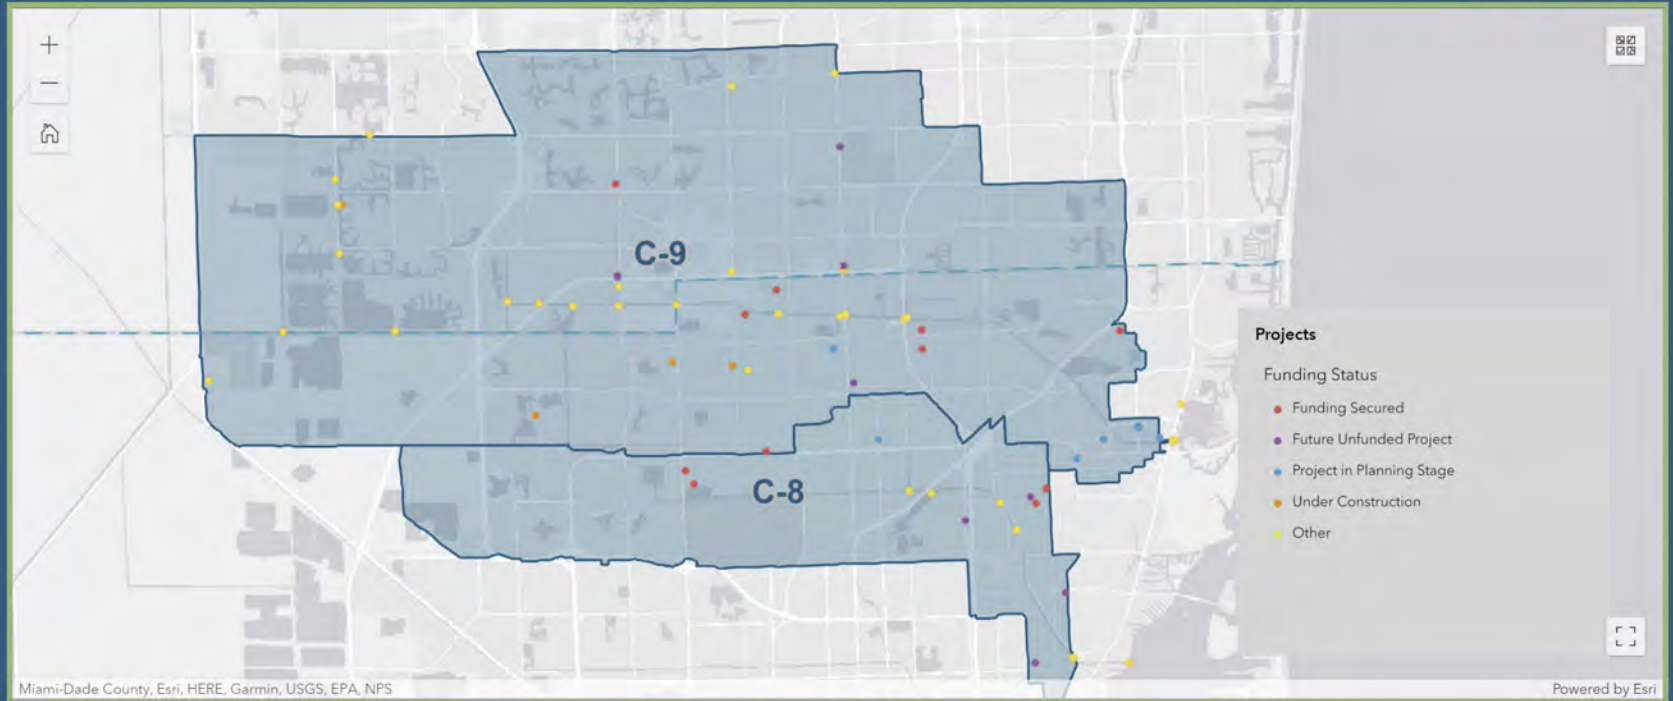 C-9
C-8
Projects
Funding Status
Funding Secured
Future Unfunded Project
Project in Planning Stage
Under Construction
Other
Miami-Dade County, Esri, HERE, Garmin, USGS, EPA, NPS
Powered by Esri